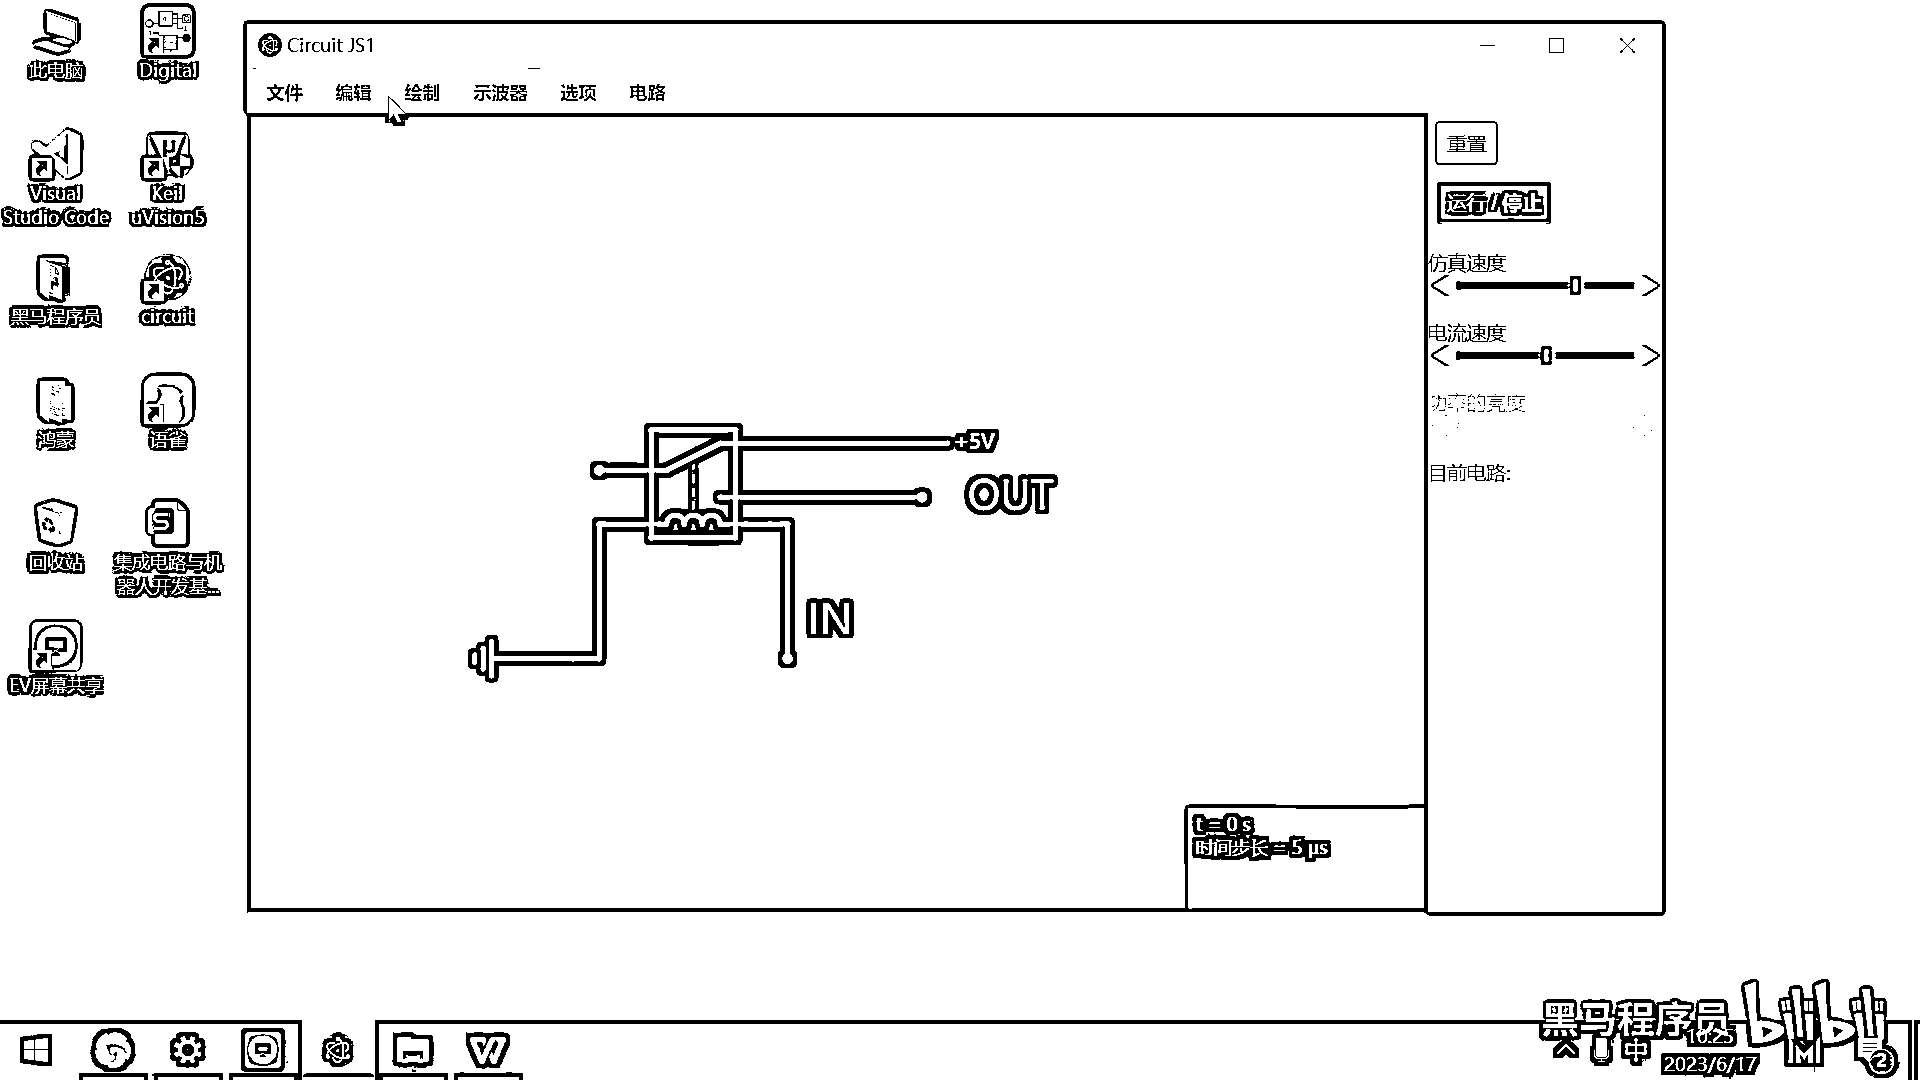 Circuit JS1
文件 编辑 绘制 示波器 选项 电路
此电脑
Digital
Visual
Studio Code
Keil
uVision5
黑马程序员
circuit
鸿蒙
语雀
回收站
集成电路与机
器人开发基...
EV屏幕共享
重置
运行 / 停止
仿真速度
电流速度
功率的亮度
目前电路:
+5V
OUT
IN
t = 0 s
时间步长 = 5 µs
黑马程序员
bilibili
中
16:25
2023/6/17
2